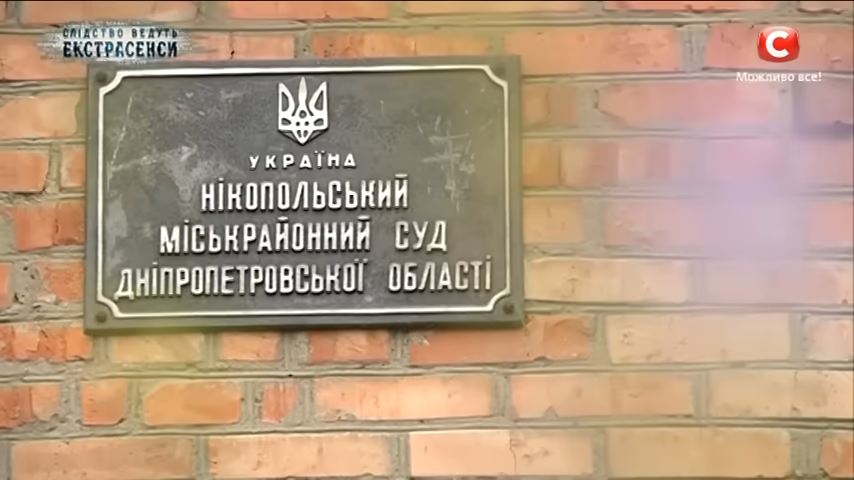 СЛІДСТВО ВЕДУТЬ
ЕКСТРАСЕНСИ
С
Можливо все!
УКРАЇНА
НІКОПОЛЬСЬКИЙ
МІСЬКРАЙОННИЙ СУД
ДНІПРОПЕТРОВСЬКОЇ ОБЛАСТІ